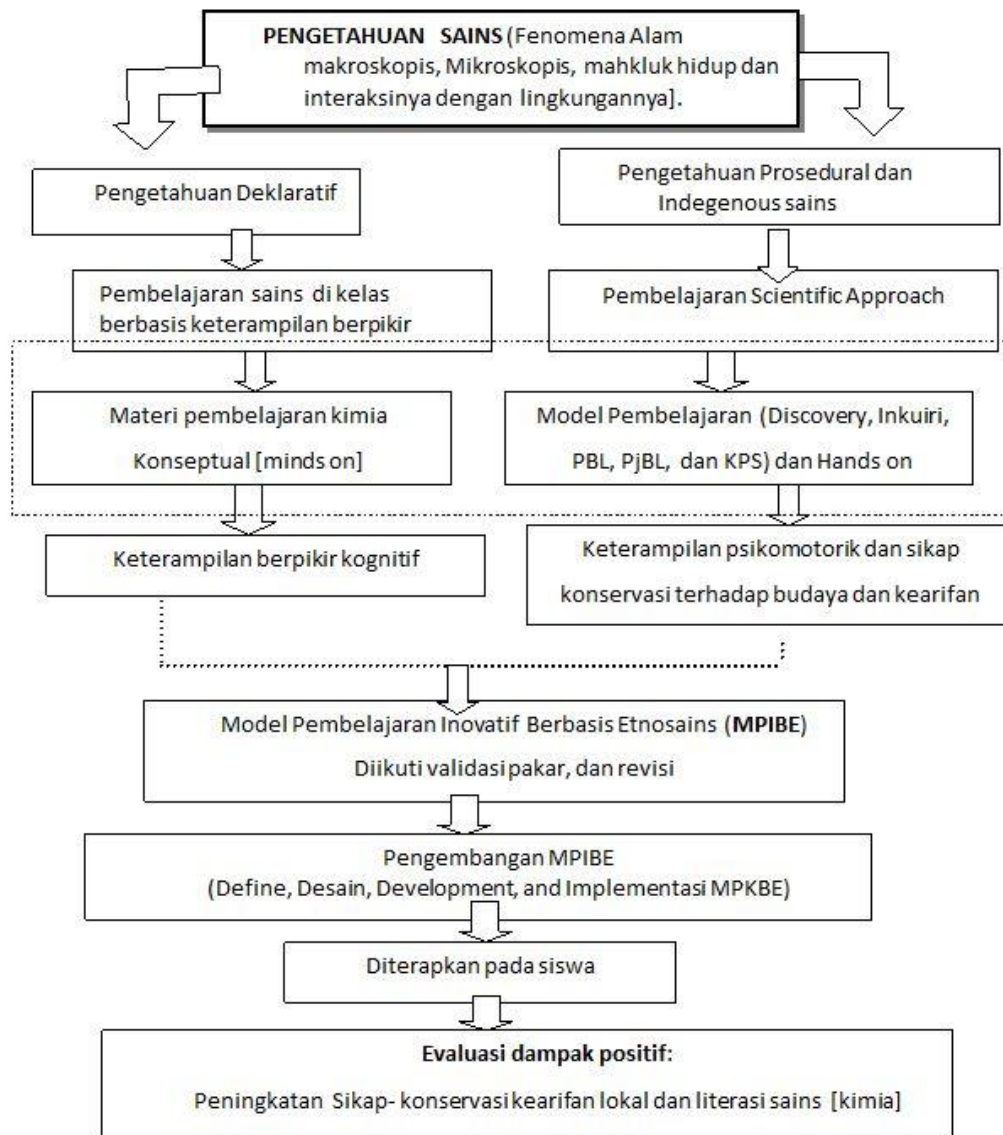 PENGETAHUAN SAINS (Fenomena Alam
makroskopis, Mikroskopis, mahkluk hidup dan
interaksinya dengan lingkungannya].
Pengetahuan Deklaratif
Pengetahuan Prosedural dan
Indegenous sains
Pembelajaran sains di kelas
berbasis keterampilan berpikir
Pembelajaran Scientific Approach
Materi pembelajaran kimia
Konseptual [minds on]
Model Pembelajaran (Discovery, Inkuiri,
PBL, PjBL, dan KPS) dan Hands on
Keterampilan berpikir kognitif
Keterampilan psikomotorik dan sikap
konservasi terhadap budaya dan kearifan
Model Pembelajaran Inovatif Berbasis Etnosains (MPIBE)
Diikuti validasi pakar, dan revisi
Pengembangan MPIBE
(Define, Desain, Development, and Implementasi MPKBE)
Diterapkan pada siswa
Evaluasi dampak positif:
Peningkatan Sikap- konservasi kearifan lokal dan literasi sains [kimia]